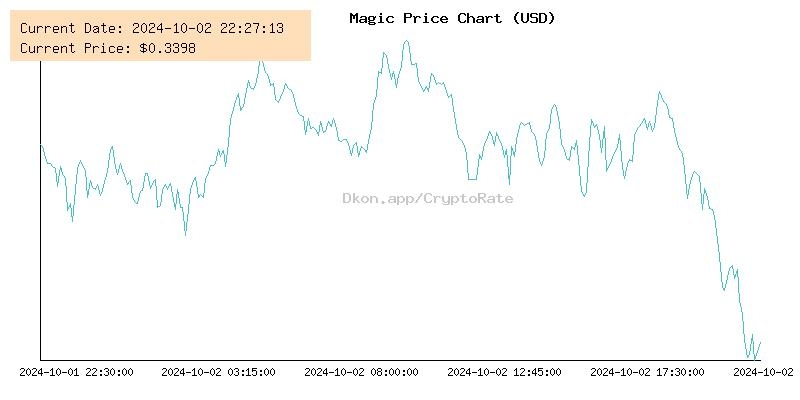 Magic Price Chart (USD)
Current Date: 2024-10-02 22:27:13
Current Price: $0.3398
Dkon.app/CryptoRate
2024-10-01 22:30:00 2024-10-02 03:15:00 2024-10-02 08:00:00 2024-10-02 12:45:00 2024-10-02 17:30:00 2024-10-02